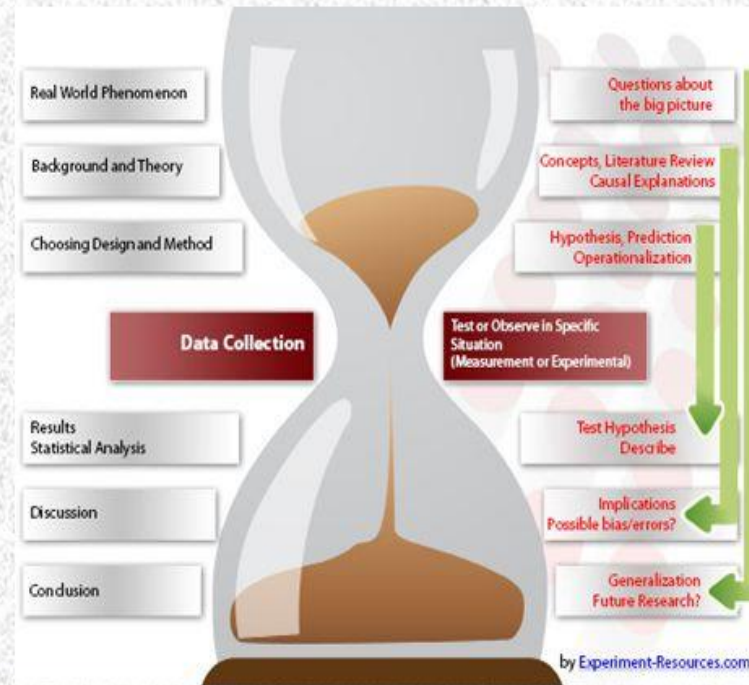 Real World Phenomenon
Questions about
the big picture
Background and Theory
Concepts, Literature Review
Causal Explanations
Choosing Design and Method
Hypothesis, Prediction
Operationalization
Data Collection
Test or Observe in Specific
Situation
(Measurement or Experimental)
Results
Statistical Analysis
Test Hypothesis
Describe
Discussion
Implications
Possible bias/errors?
Conclusion
Generalization
Future Research?
by Experiment-Resources.com